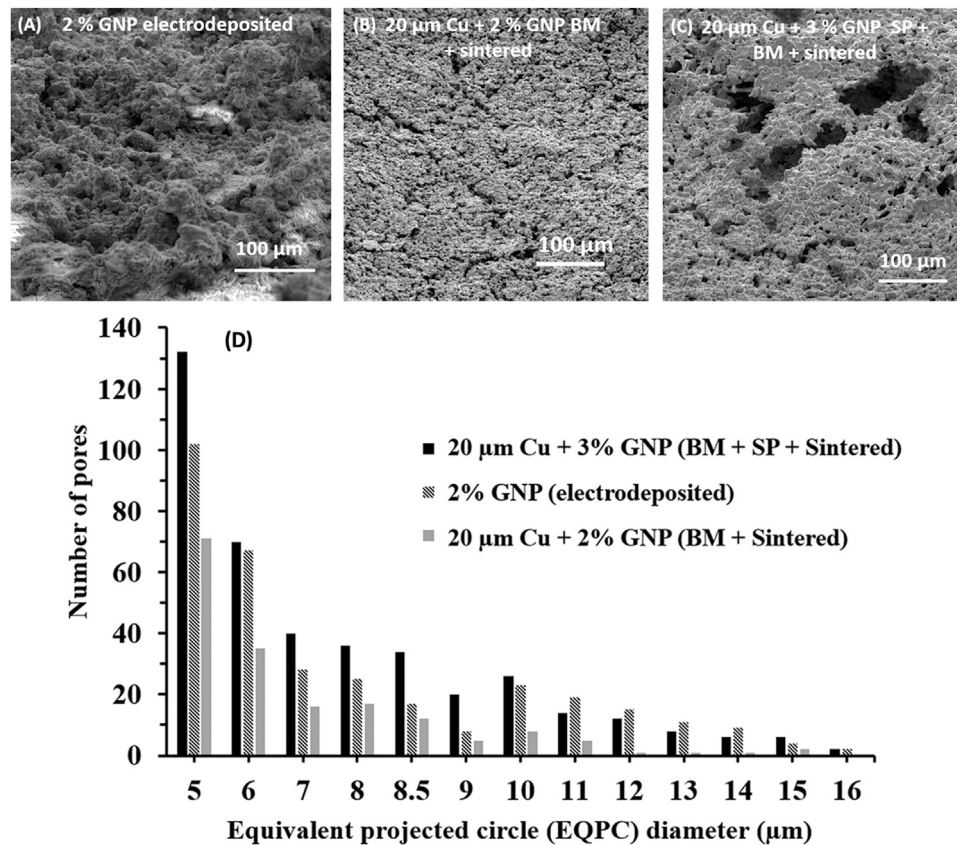 (A) 2 % GNP electrodeposited
100 µm
(B) 20 µm Cu + 2 % GNP BM
+ sintered
100 µm
(C) 20 µm Cu + 3 % GNP SP +
BM + sintered
100 µm
(D)
Number of pores
140
120
100
80
60
40
20
0
20 µm Cu + 3% GNP (BM + SP + Sintered)
2% GNP (electrodeposited)
20 µm Cu + 2% GNP (BM + Sintered)
5 6 7 8 8.5 9 10 11 12 13 14 15 16
Equivalent projected circle (EQPC) diameter (µm)